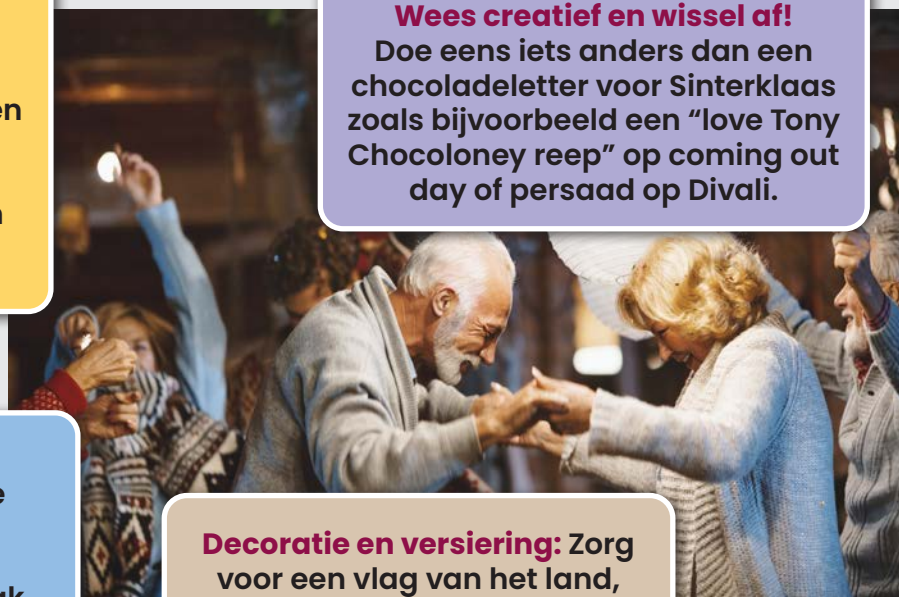 en
Wees creatief en wissel af!
Doe eens iets anders dan een
chocoladeletter voor Sinterklaas
zoals bijvoorbeeld een “love Tony
Chocoloney reep” op coming out
day of persaad op Divali.
Decoratie en versiering: Zorg
voor een vlag van het land,